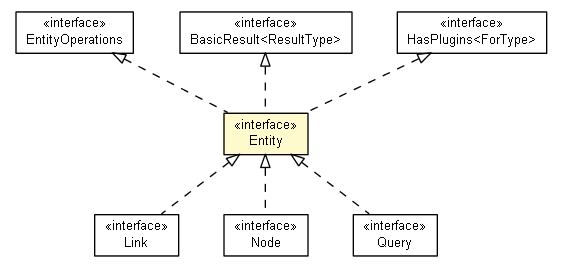 «interface»
EntityOperations
«interface»
BasicResult<ResultType>
«interface»
HasPlugins<ForType>
«interface»
Entity
«interface»
Link
«interface»
Node
«interface»
Query